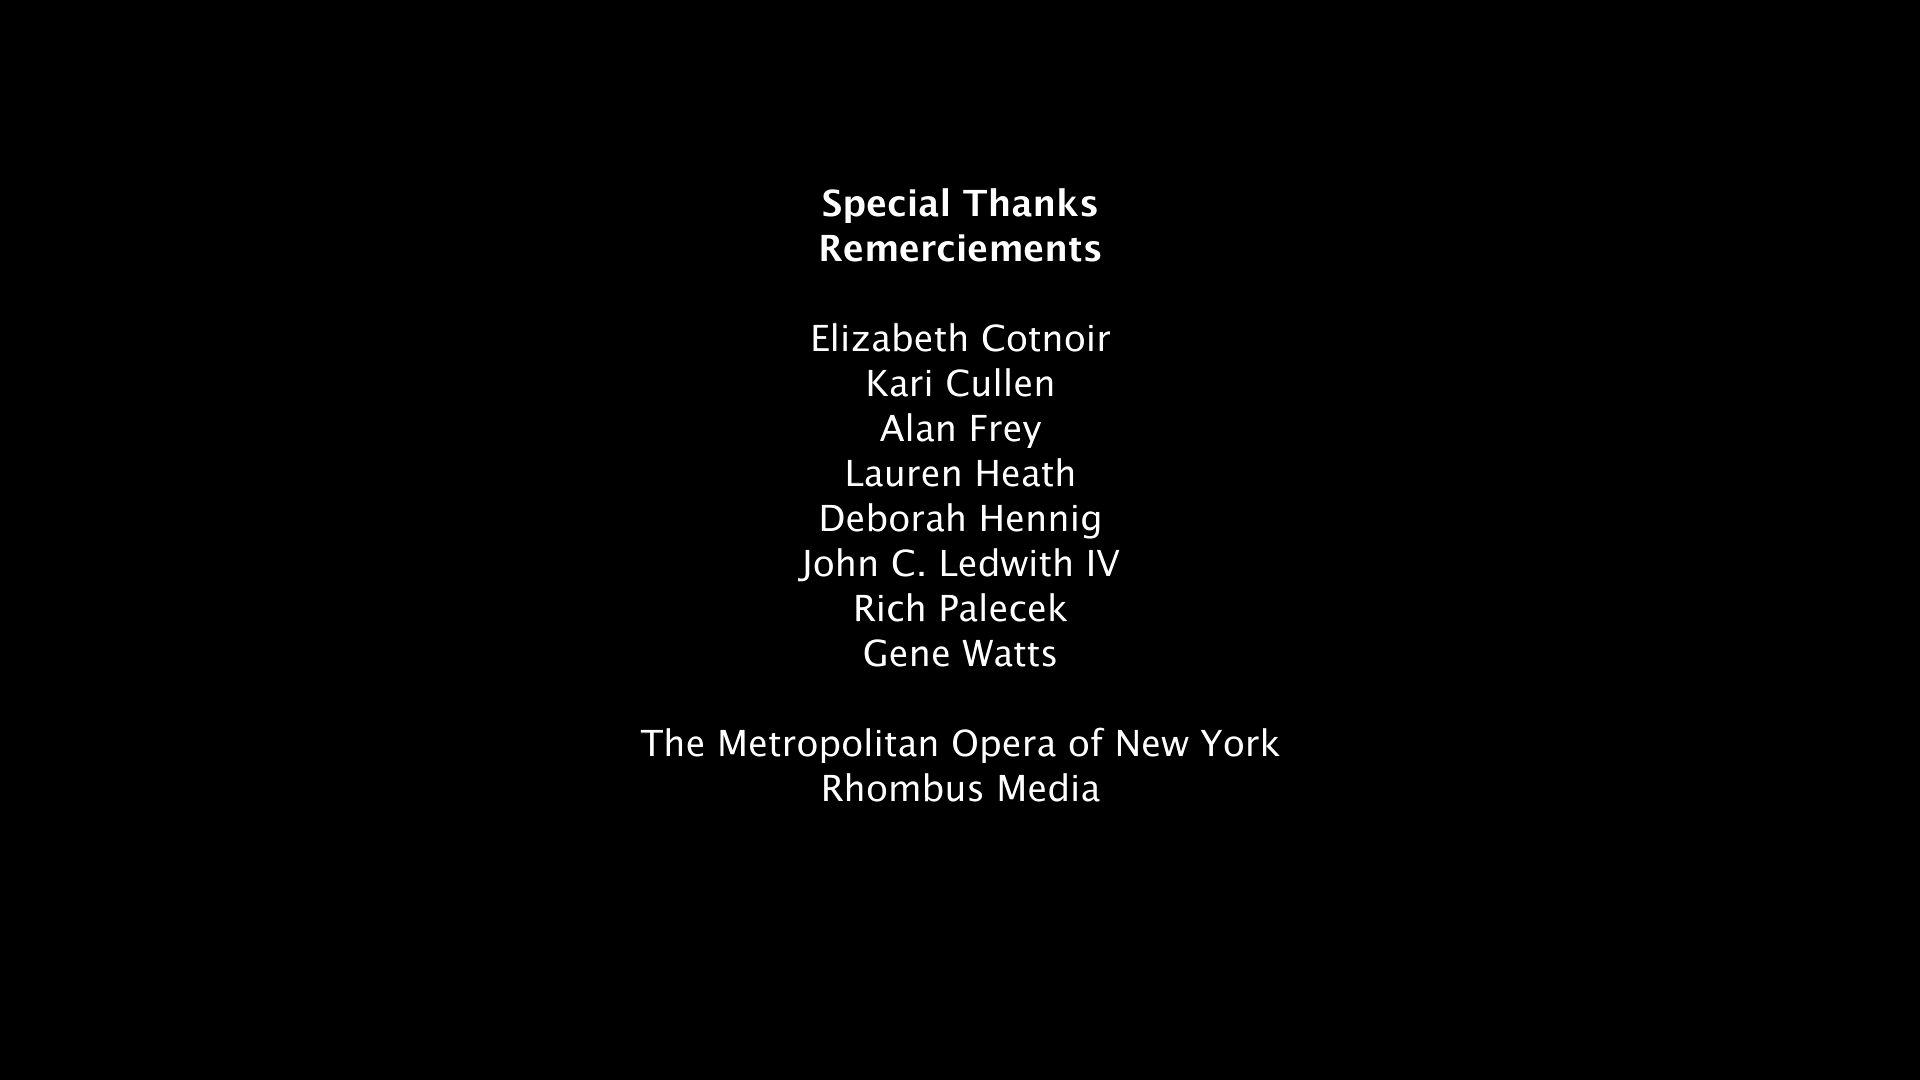 Special Thanks
Remerciements
Elizabeth Cotnoir
Kari Cullen
Alan Frey
Lauren Heath
Deborah Hennig
John C. Ledwith IV
Rich Palecek
Gene Watts
The Metropolitan Opera of New York
Rhombus Media